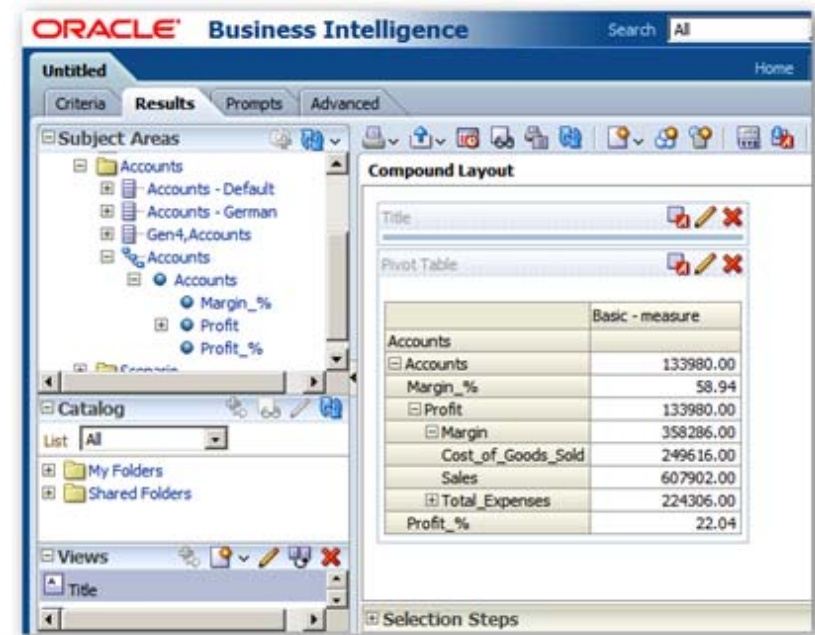 ORACLE® Business Intelligence Search All
Untitled Home
Criteria Results Prompts Advanced
Subject Areas
Accounts
Accounts - Default
Accounts - German
Gen4,Accounts
Accounts
Accounts
Margin_%
Profit
Profit_%
Scenario
Catalog
List All
My Folders
Shared Folders
Views
Title
Compound Layout
Title
Pivot Table
Basic - measure
Accounts
Accounts 133980.00
Margin_% 58.94
Profit 133980.00
Margin 358286.00
Cost_of_Goods_Sold 249616.00
Sales 607902.00
Total_Expenses 224306.00
Profit_% 22.04
Selection Steps